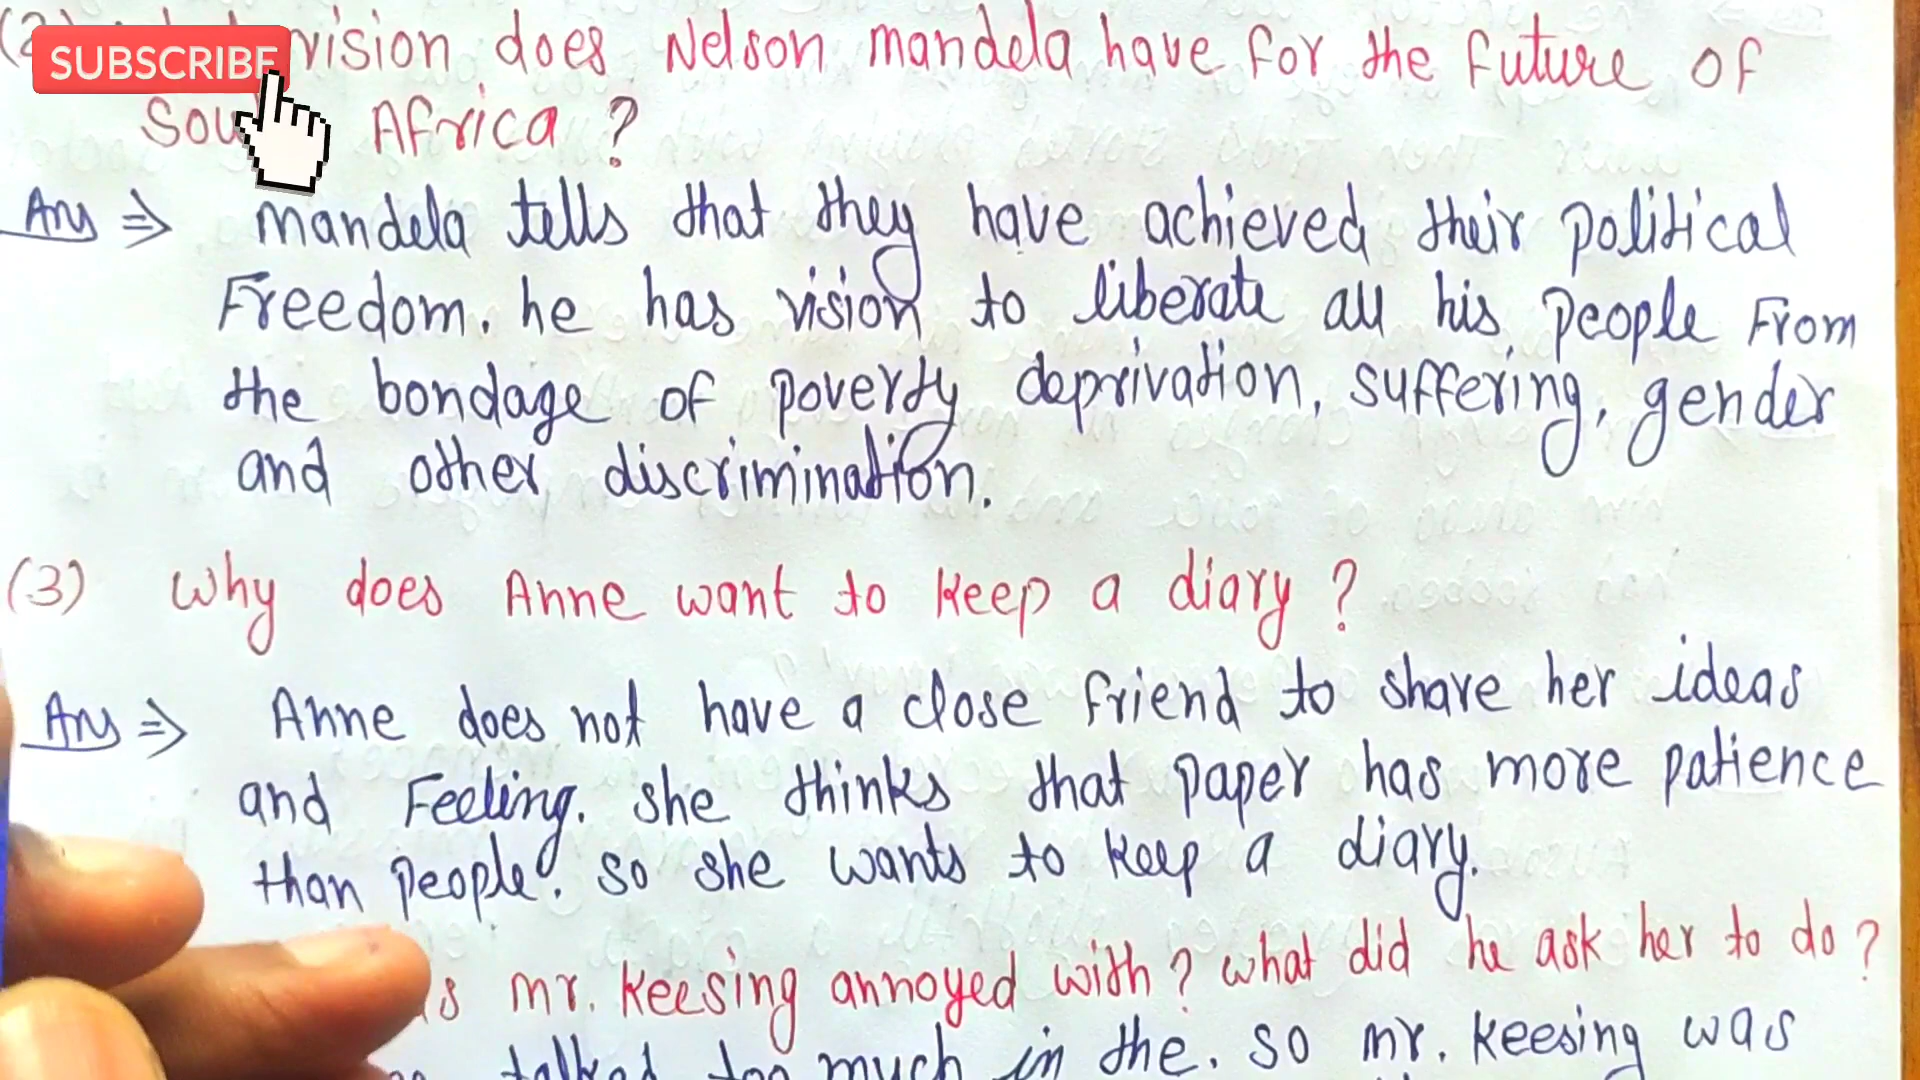 SUBSCRIBE
(2) vision does Nelson mandela have for the future of
Africa ?
Ans ⇒ Mandela tells that they have achieved their political
Freedom. he has vision to liberate all his people From
the bondage of poverty deprivation, suffering, gender
and other discrimination.
(3) Why does Anne want to keep a diary ?
Ans ⇒ Anne does not have a close friend to share her ideas
and Feeling. she thinks that paper has more patience
than people. so she wants to keep a diary.
mr. Keesing annoyed with ? what did he ask her to do ?
talked too much in the. so mr. keesing was